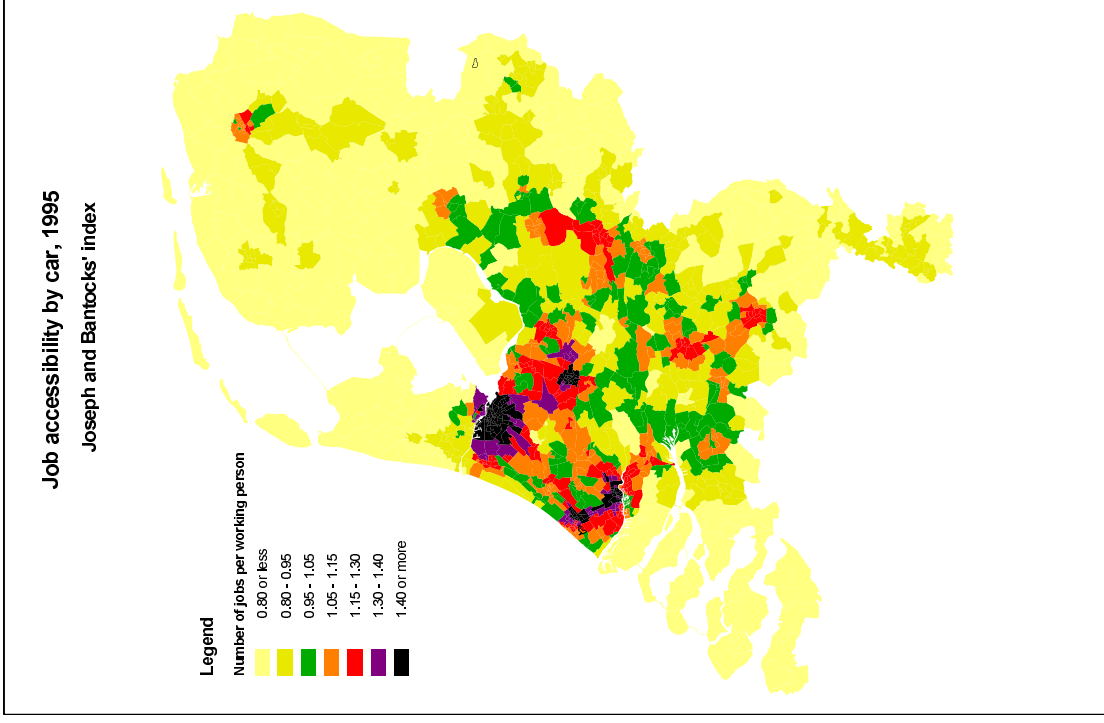 Job accessibility by car, 1995
Joseph and Bantocks' index
Legend
Number of jobs per working person
0.80 or less
0.80 - 0.95
0.95 - 1.05
1.05 - 1.15
1.15 - 1.30
1.30 - 1.40
1.40 or more